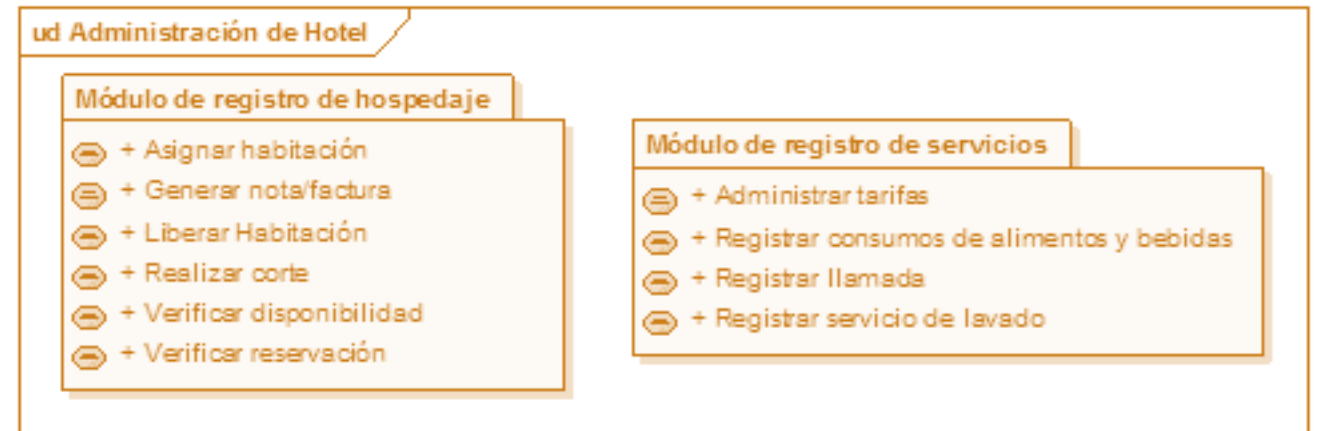 ud Administración de Hotel
Módulo de registro de hospedaje
+ Asignar habitación
+ Generar nota/factura
+ Liberar Habitación
+ Realizar corte
+ Verificar disponibilidad
+ Verificar reservación
Módulo de registro de servicios
+ Administrar tarifas
+ Registrar consumos de alimentos y bebidas
+ Registrar llamada
+ Registrar servicio de lavado